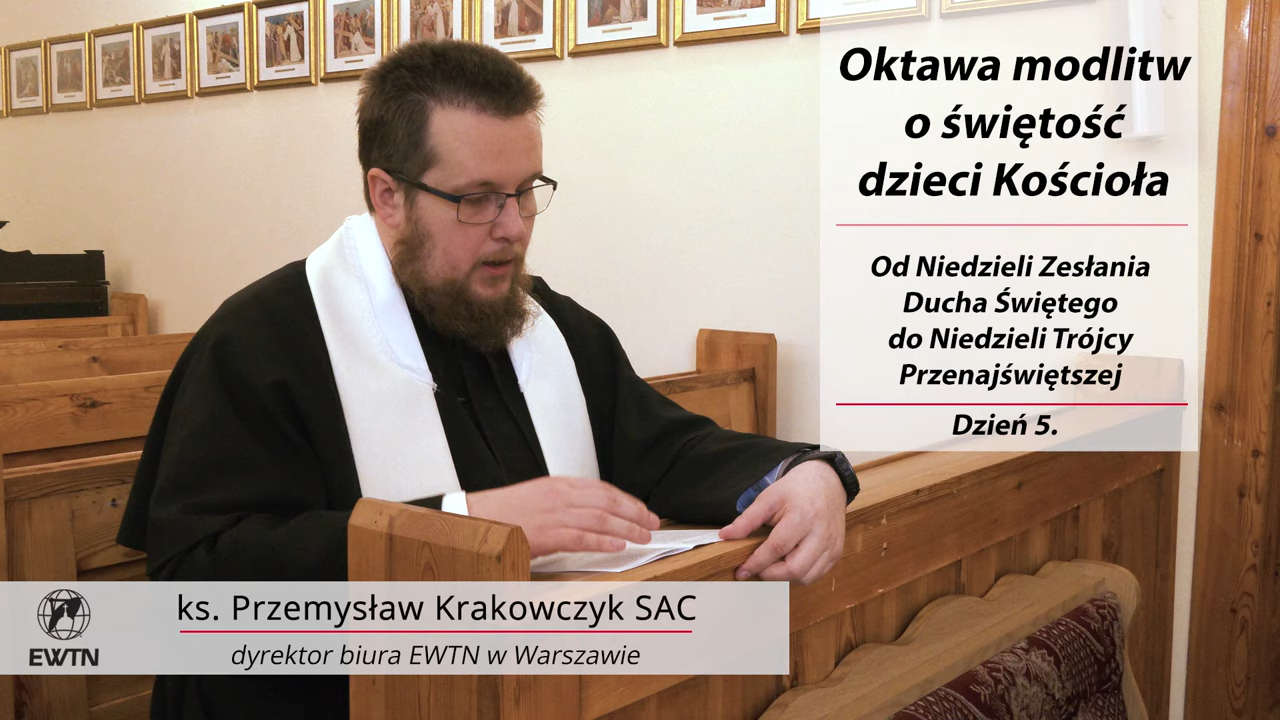 Oktawa modlitw
o świętość
dzieci Kościoła
Od Niedzieli Zesłania
Ducha Świętego
do Niedzieli Trójcy
Przenajświętszej
Dzień 5.
ks. Przemysław Krakowczyk SAC
EWTN
dyrektor biura EWTN w Warszawie